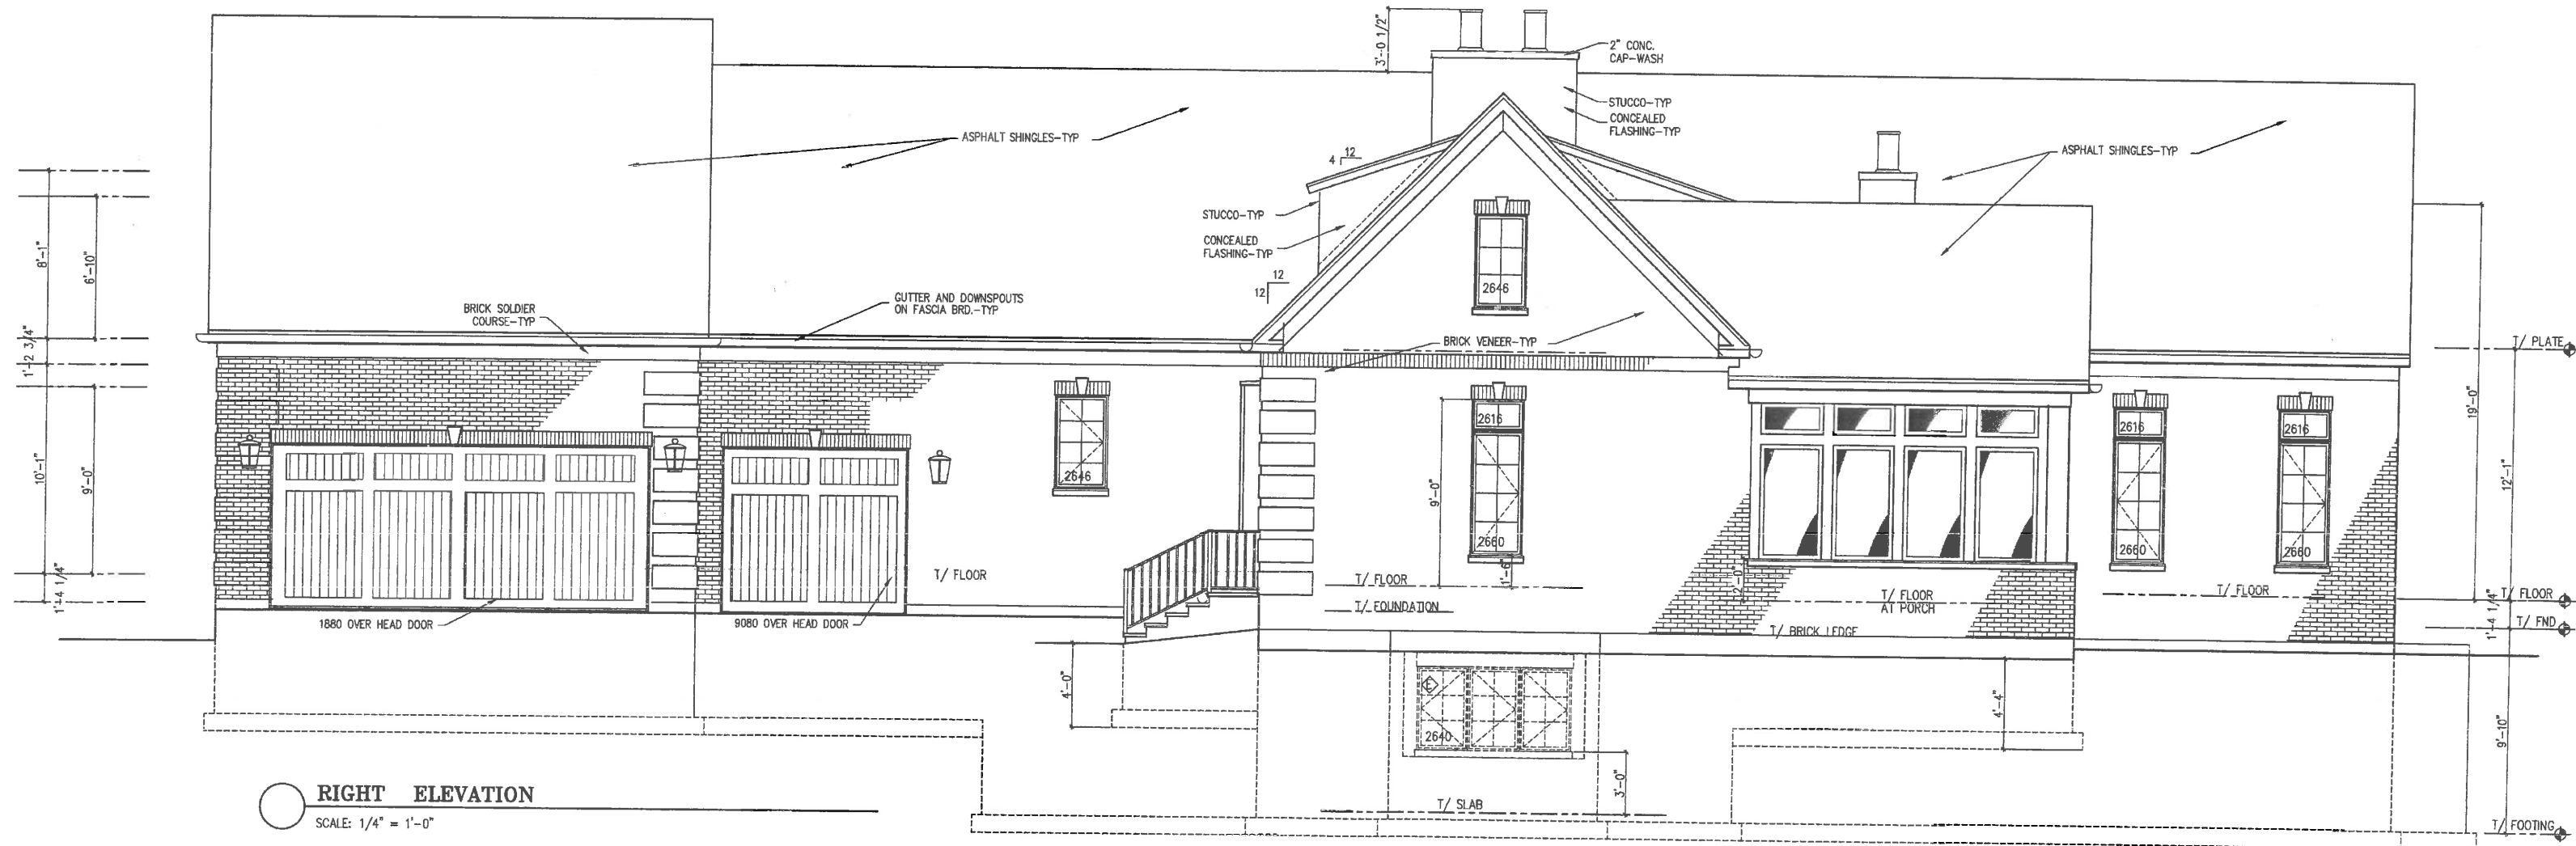 3'-0 1/2"
2" CONC.
CAP-WASH
STUCCO-TYP
CONCEALED
FLASHING-TYP
ASPHALT SHINGLES-TYP
4
12
ASPHALT SHINGLES-TYP
STUCCO-TYP
CONCEALED
FLASHING-TYP
12
12
8'-1"
6'-10"
1'-2 3/4"
10'-1"
9'-0"
1'-4 1/4"
BRICK SOLDIER
COURSE-TYP
GUTTER AND DOWNSPOUTS
ON FASCIA BRD.-TYP
2646
BRICK VENEER-TYP
T/ PLATE
19'-0"
12'-1"
2616
2616
2616
2646
9'-0"
2660
2660
2660
1'-6"
2'-0"
T/ FLOOR
T/ FLOOR
T/ FOUNDATION
T/ FLOOR
AT PORCH
T/ FLOOR
T/ FLOOR
1'-4 1/4"
T/ FND
1880 OVER HEAD DOOR
9080 OVER HEAD DOOR
T/ BRICK LEDGE
4'-0"
E
2640
4'-4"
9'-10"
3'-0"
T/ SLAB
T/ FOOTING
RIGHT ELEVATION
SCALE: 1/4" = 1'-0"